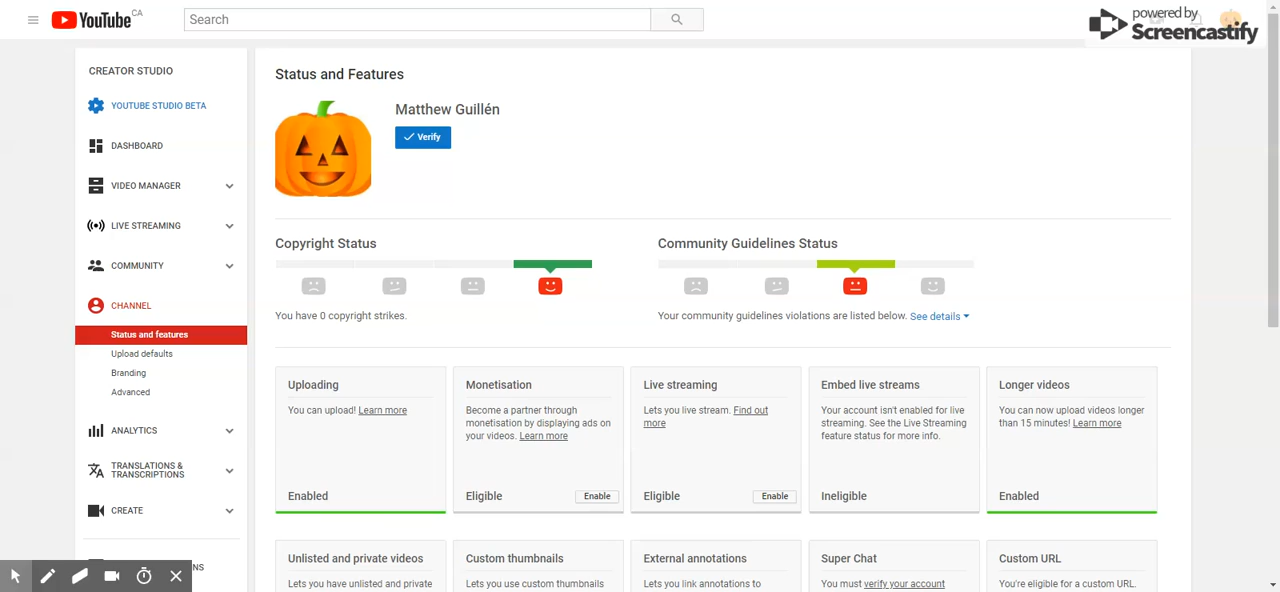 YouTube CA
Search
powered by
Screencastify
CREATOR STUDIO
YOUTUBE STUDIO BETA
DASHBOARD
VIDEO MANAGER
LIVE STREAMING
COMMUNITY
CHANNEL
Status and features
Upload defaults
Branding
Advanced
ANALYTICS
TRANSLATIONS &
TRANSCRIPTIONS
CREATE
NS
Status and Features
Matthew Guillén
Verify
Copyright Status
You have 0 copyright strikes.
Community Guidelines Status
Your community guidelines violations are listed below. See details
Uploading
You can upload! Learn more
Enabled
Monetisation
Become a partner through
monetisation by displaying ads on
your videos. Learn more
Eligible
Enable
Live streaming
Lets you live stream. Find out
more
Eligible
Enable
Embed live streams
Your account isn't enabled for live
streaming. See the Live Streaming
feature status for more info.
Ineligible
Longer videos
You can now upload videos longer
than 15 minutes! Learn more
Enabled
Unlisted and private videos
Lets you have unlisted and private
Custom thumbnails
Lets you use custom thumbnails
External annotations
Lets you link annotations to
Super Chat
You must verify your account
Custom URL
You're eligible for a custom URL.